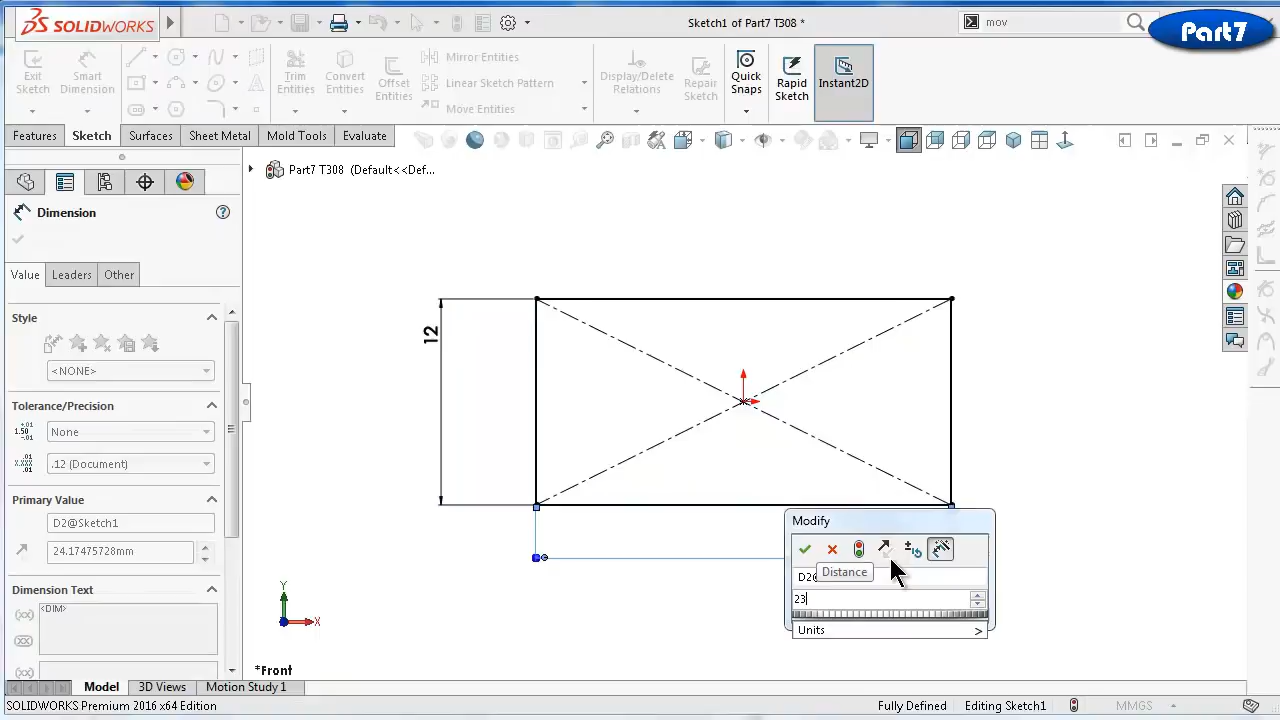 SOLIDWORKS
Sketch1 of Part7 T308 *
mov
Part7
Exit Sketch
Smart Dimension
Trim Entities
Convert Entities
Offset Entities
Mirror Entities
Linear Sketch Pattern
Move Entities
Display/Delete Relations
Repair Sketch
Quick Snaps
Rapid Sketch
Instant2D
Features
Sketch
Surfaces
Sheet Metal
Mold Tools
Evaluate
Part7 T308 (Default<<Def...
Dimension
Value
Leaders
Other
Style
<NONE>
Tolerance/Precision
None
.12 (Document)
Primary Value
D2@Sketch1
24.17475728mm
Dimension Text
<DIM>
12
Modify
Distance
D2@
23
Units
>
Y
X
*Front
Model
3D Views
Motion Study 1
SOLIDWORKS Premium 2016 x64 Edition
Fully Defined
Editing Sketch1
MMGS